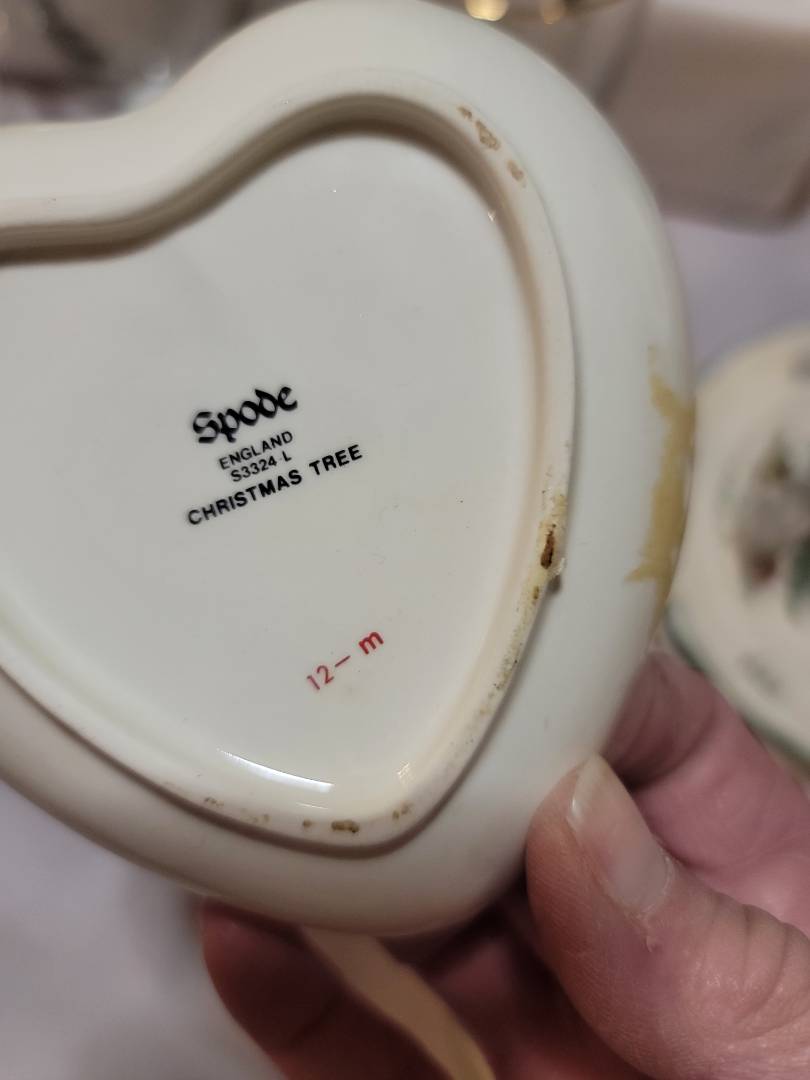 Spode
ENGLAND
S3324 L
CHRISTMAS TREE
12- m